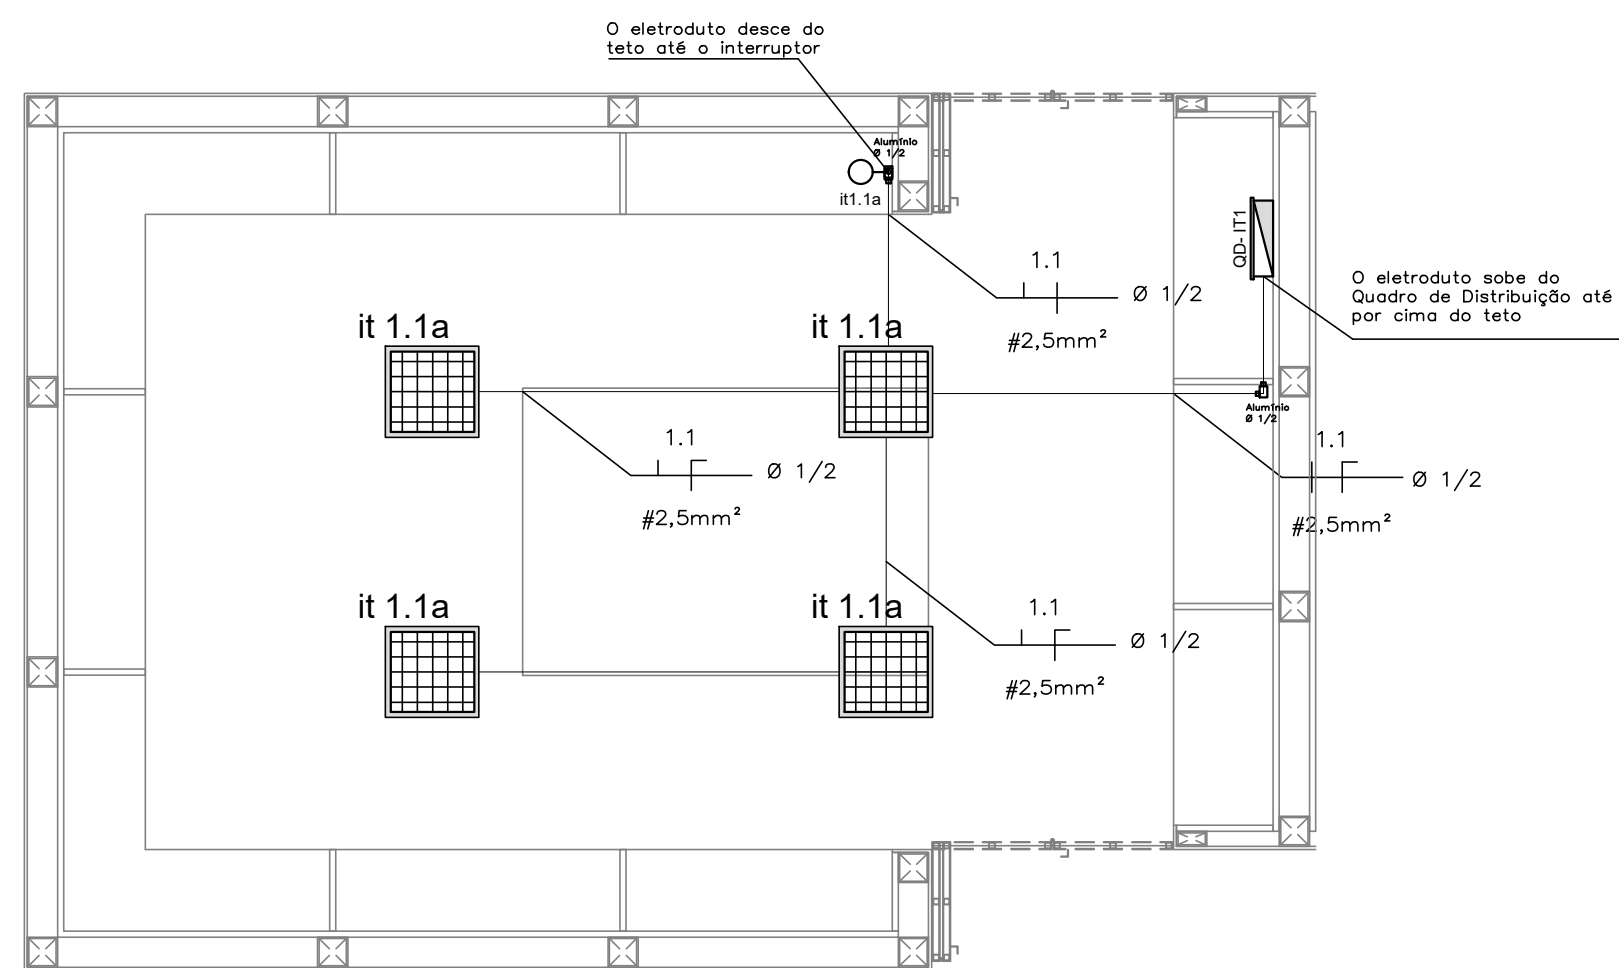 O eletroduto desce do
teto até o interruptor
Alumínio
Ø 1/2
it1.1a
QD-IT1
1.1
Ø 1/2
#2,5mm²
O eletroduto sobe do
Quadro de Distribuição até
por cima do teto
it 1.1a
it 1.1a
Alumínio
Ø 1/2
1.1
Ø 1/2
#2,5mm²
1.1
Ø 1/2
#2,5mm²
it 1.1a
it 1.1a
1.1
Ø 1/2
#2,5mm²